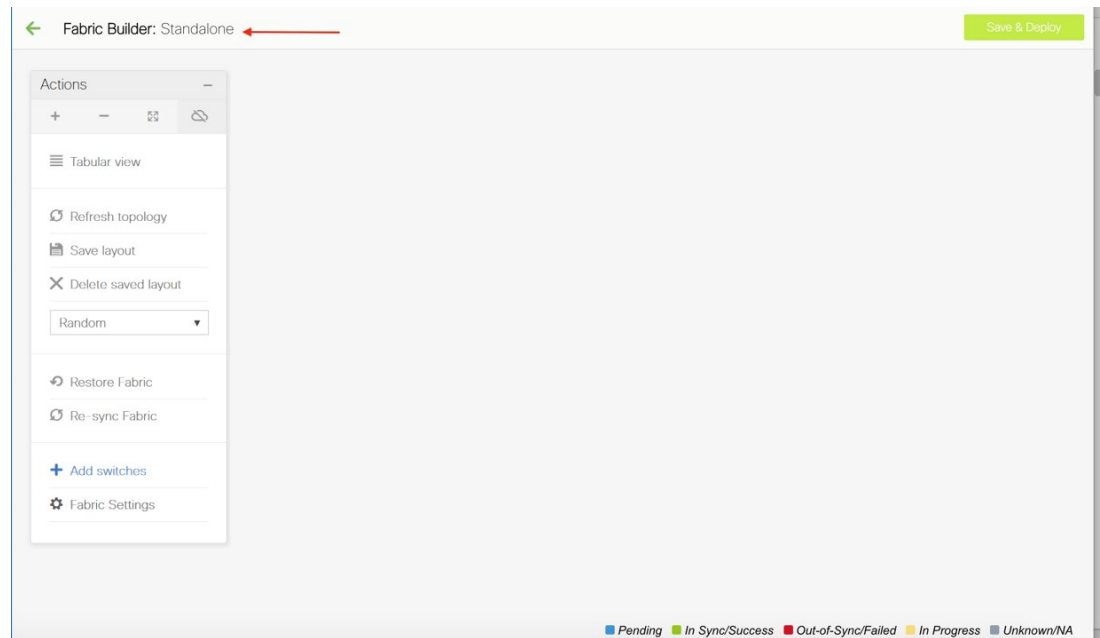 Fabric Builder: Standalone
Save & Deploy
Actions
Tabular view
Refresh topology
Save layout
Delete saved layout
Random
Restore Fabric
Re-sync Fabric
Add switches
Fabric Settings
Pending In Sync/Success Out-of-Sync/Failed In Progress Unknown/NA